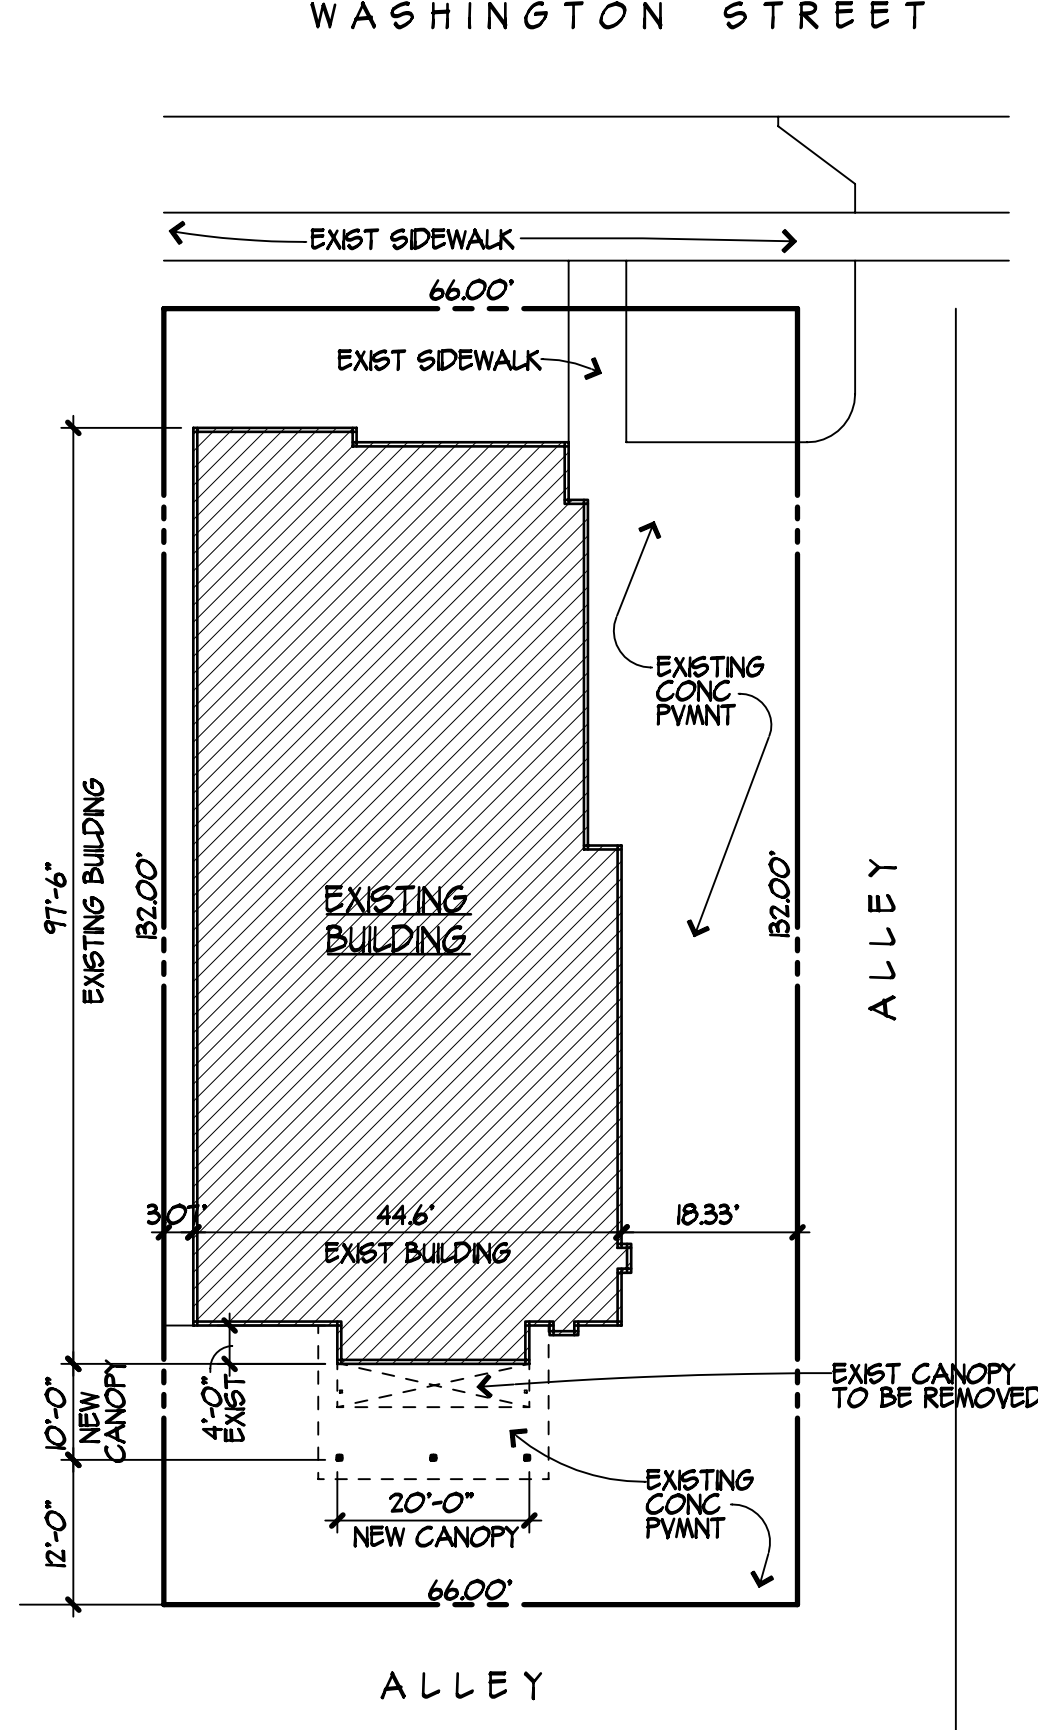 WASHINGTON STREET
EXIST SIDEWALK
66.00'
EXIST SIDEWALK
EXISTING
CONC
PVMNT
97'-6"
EXISTING BUILDING
132.00'
EXISTING
BUILDING
132.00'
ALLEY
3.07'
44.6'
18.33'
EXIST BUILDING
4'-0"
EXIST
10'-0"
NEW
CANOPY
EXIST CANOPY
TO BE REMOVED
12'-0"
20'-0"
NEW CANOPY
EXISTING
CONC
PVMNT
66.00'
ALLEY